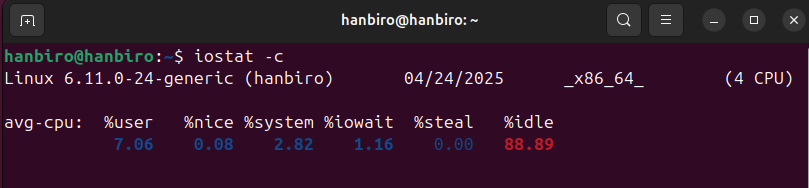 hanbiro@hanbiro: ~
hanbiro@hanbiro:~$ iostat -c
Linux 6.11.0-24-generic (hanbiro) 04/24/2025 _x86_64_ (4 CPU)
avg-cpu: %user %nice %system %iowait %steal %idle
7.06 0.08 2.82 1.16 0.00 88.89